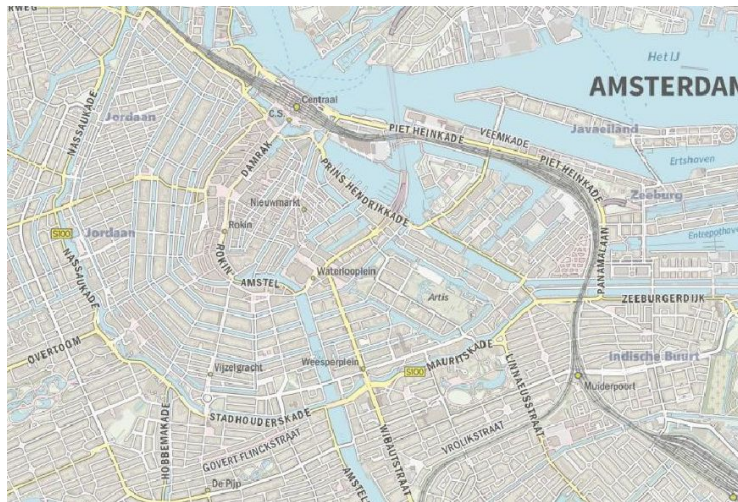 RWEG
Het IJ
AMSTERDAM
Centraal
C.S.
Jordaan
NASSAUKADE
PIET HEINKADE
VEEMKADE
Javaeiland
DAMRAK
PIET HEINKADE
Ertshoven
PRINS HENDRIKKADE
Zeeburg
Nieuwmarkt
S100
Jordaan
Rokin
Entrepothaven
NASSAUKADE
ROKIN
PANAMALAAN
Waterlooplein
AMSTEL
Artis
ZEEBURGERDIJK
OVERTOOM
MAURITSKADE
Indische Buurt
Vijzelgracht
Weesperplein
S100
LINNAEUSSTRAAT
Muiderpoort
STADHOUDERSKADE
HOBBEMAKADE
GOVERT FLINCKSTRAAT
WIBAUTSTRAAT
VROLIKSTRAAT
De Pijp
AMSTEL